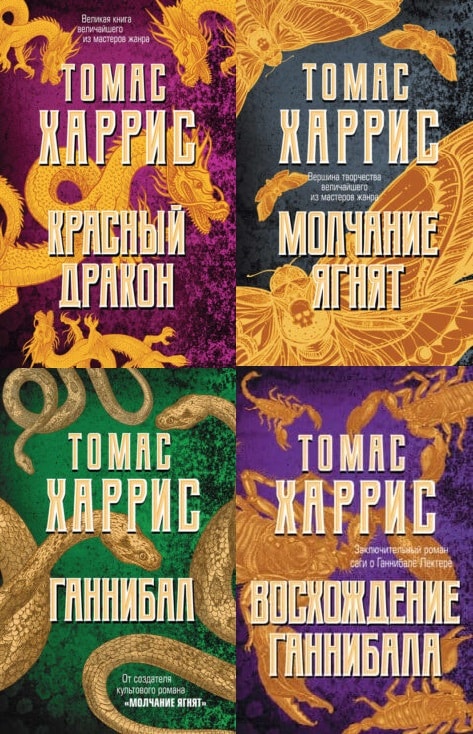 Великая книга
величайшего
из мастеров жанра
ТОМАС
ХАРРИС
КРАСНЫЙ
ДРАКОН
ТОМАС
ХАРРИС
Вершина творчества
величайшего
из мастеров жанра
МОЛЧАНИЕ
ЯГНЯТ
ТОМАС
ХАРРИС
ГАННИБАЛ
От создателя
культового романа
«МОЛЧАНИЕ ЯГНЯТ»
ТОМАС
ХАРРИС
Заключительный роман
саги о Ганнибале Лектере
ВОСХОЖДЕНИЕ
ГАННИБАЛА